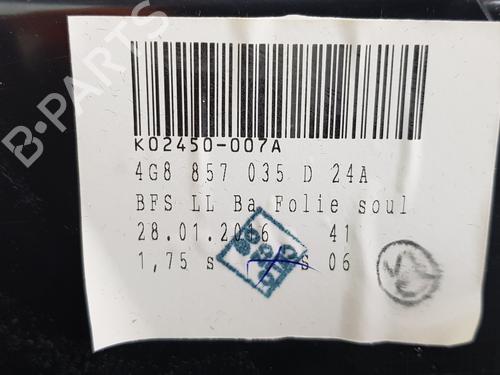 B-PARTS
K02450-007A
4G8 857 035 D 24A
BFS LL Ba Folie soul
28.01.2016 41
1,75 s 06